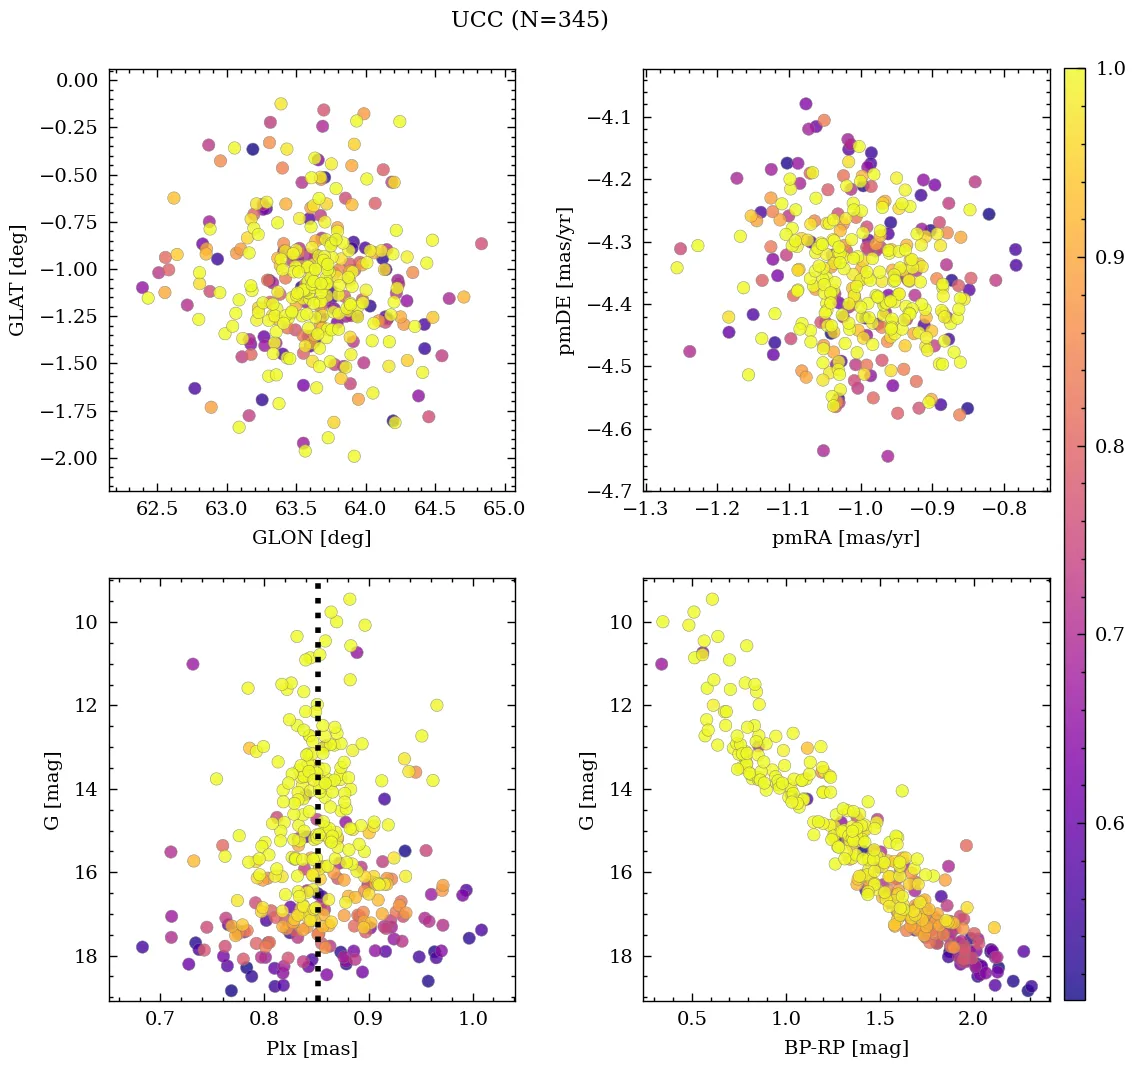 UCC (N=345)
0.00
−0.25
−0.50
−0.75
−1.00
−1.25
−1.50
−1.75
−2.00
GLAT [deg]
62.5 63.0 63.5 64.0 64.5 65.0
GLON [deg]
−4.1
−4.2
−4.3
−4.4
−4.5
−4.6
−4.7
pmDE [mas/yr]
−1.3 −1.2 −1.1 −1.0 −0.9 −0.8
pmRA [mas/yr]
10
12
14
16
18
G [mag]
0.7 0.8 0.9 1.0
Plx [mas]
10
12
14
16
18
G [mag]
0.5 1.0 1.5 2.0
BP-RP [mag]
1.0
0.9
0.8
0.7
0.6